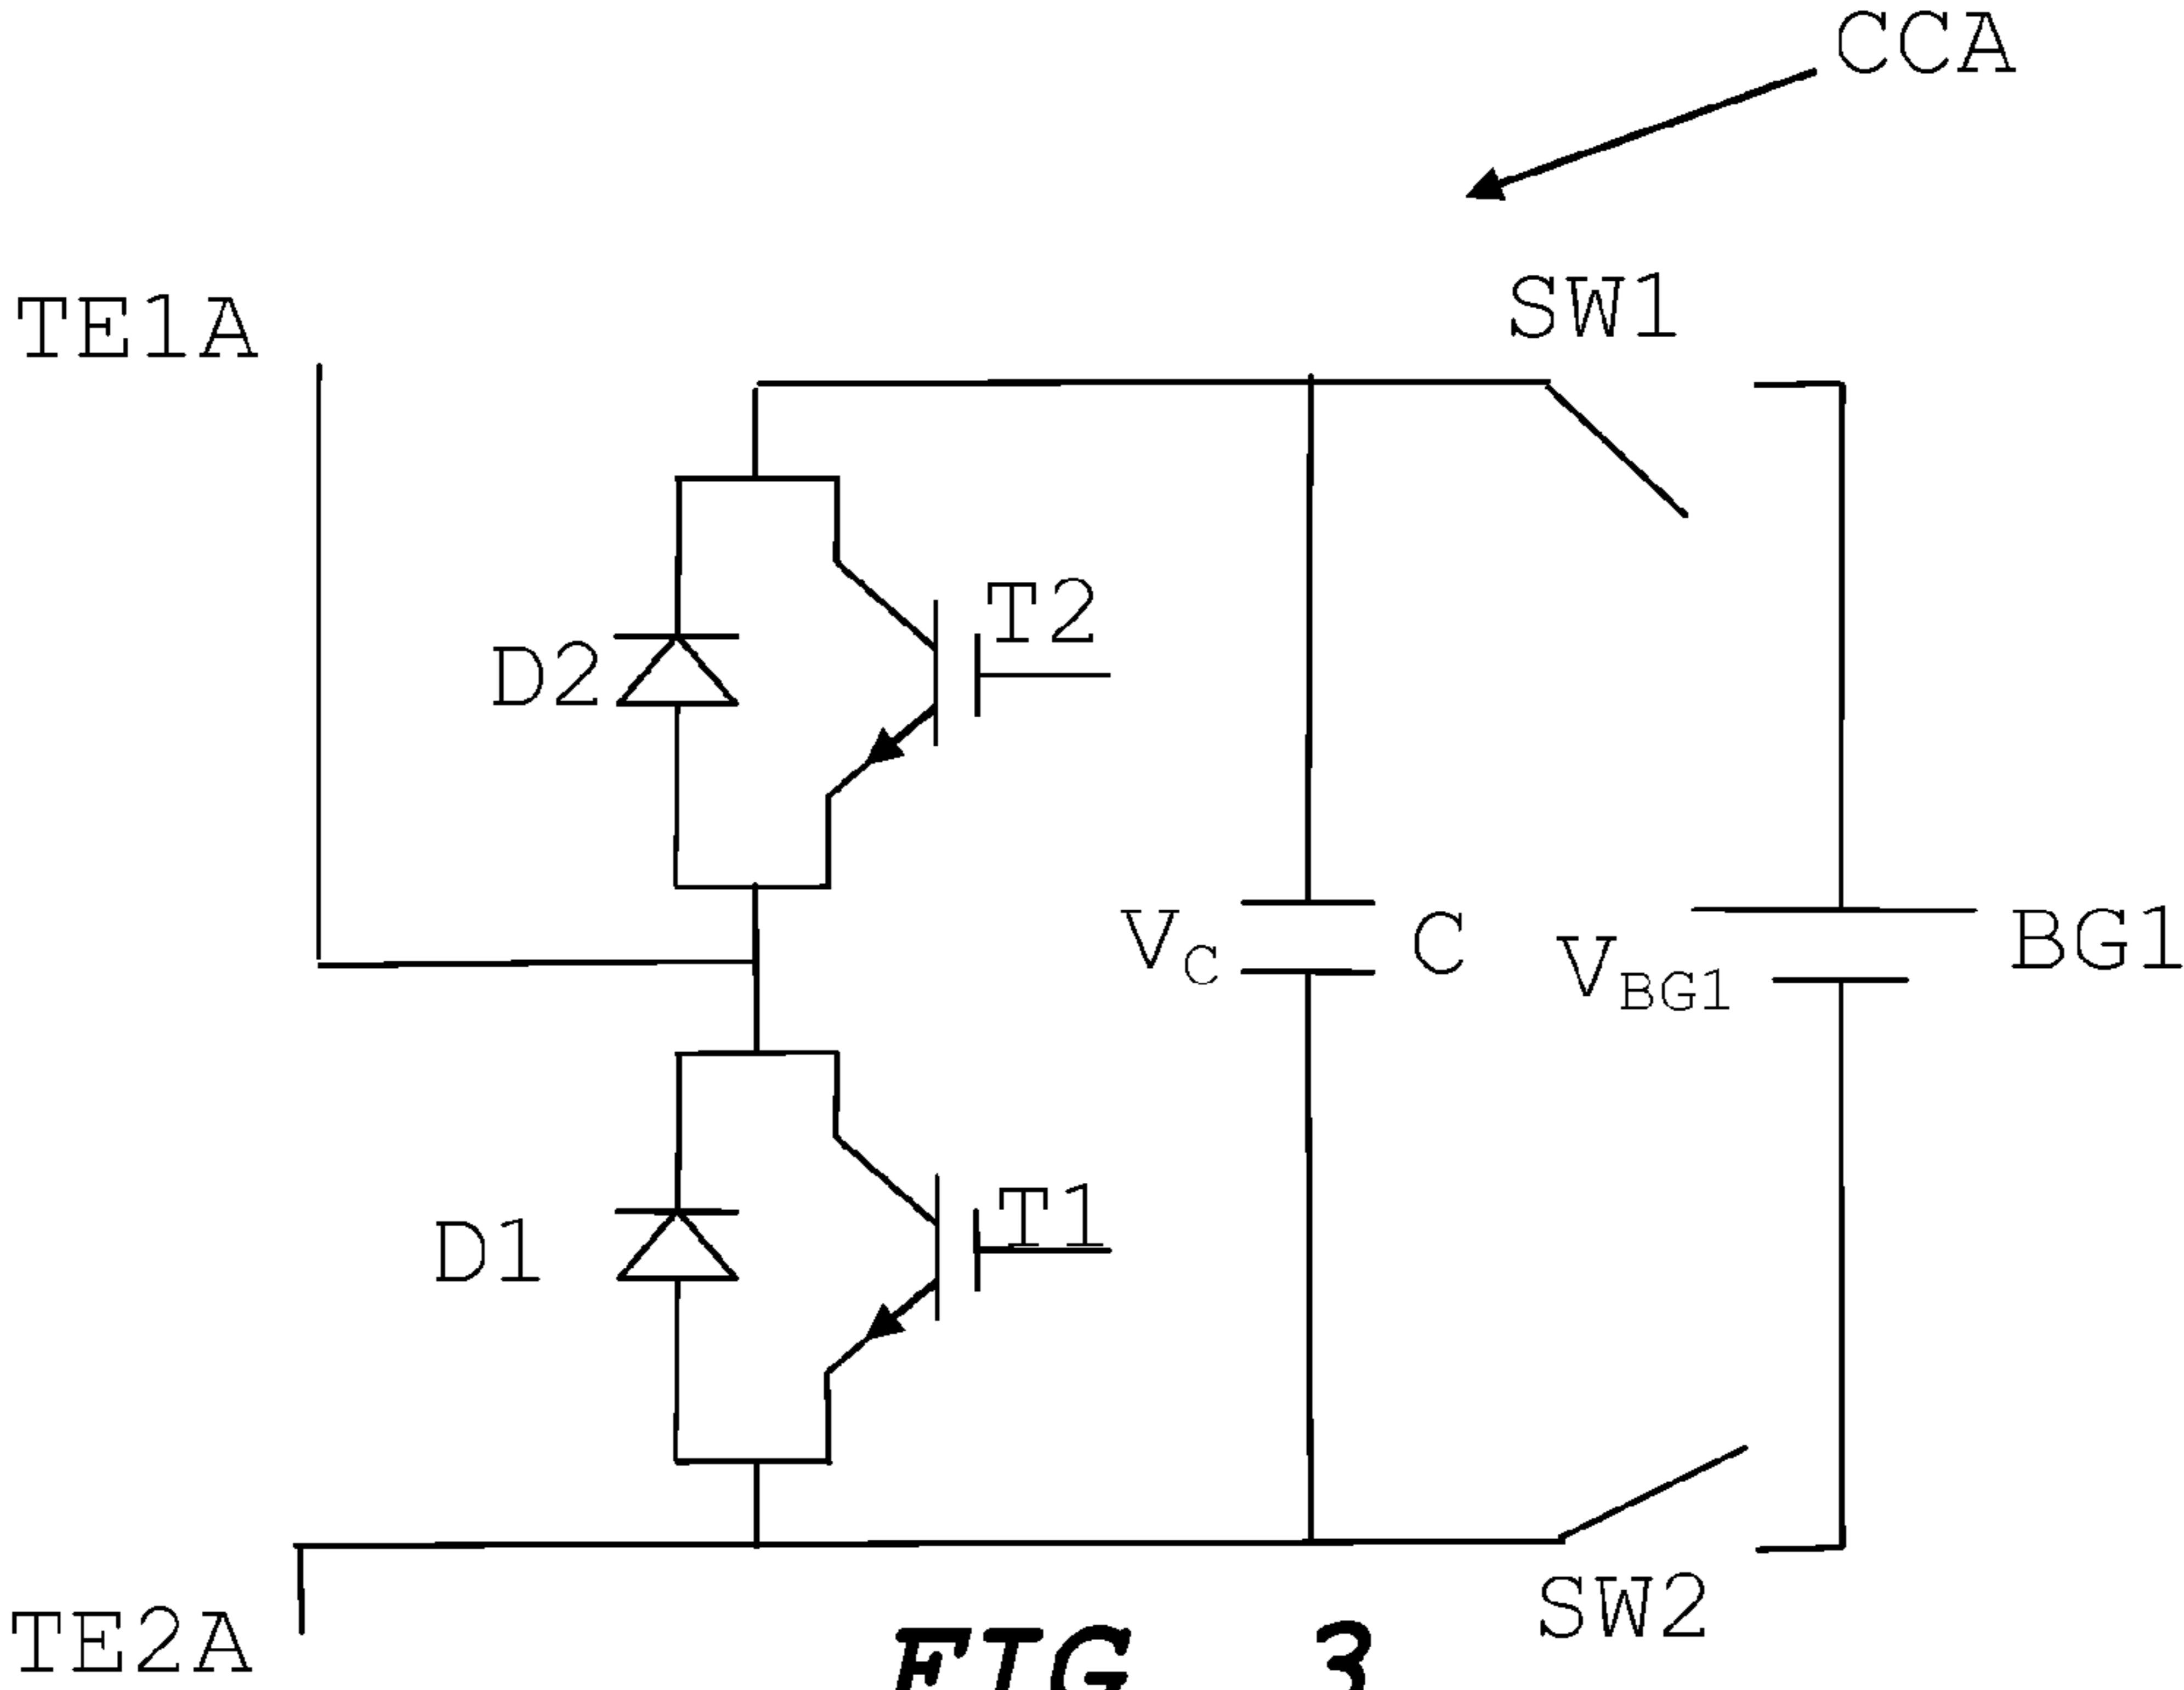 CCA
SW1
TE1A
T2
D2
VC
C
VBG1
BG1
T1
D1
SW2
TE2A
FIG 3